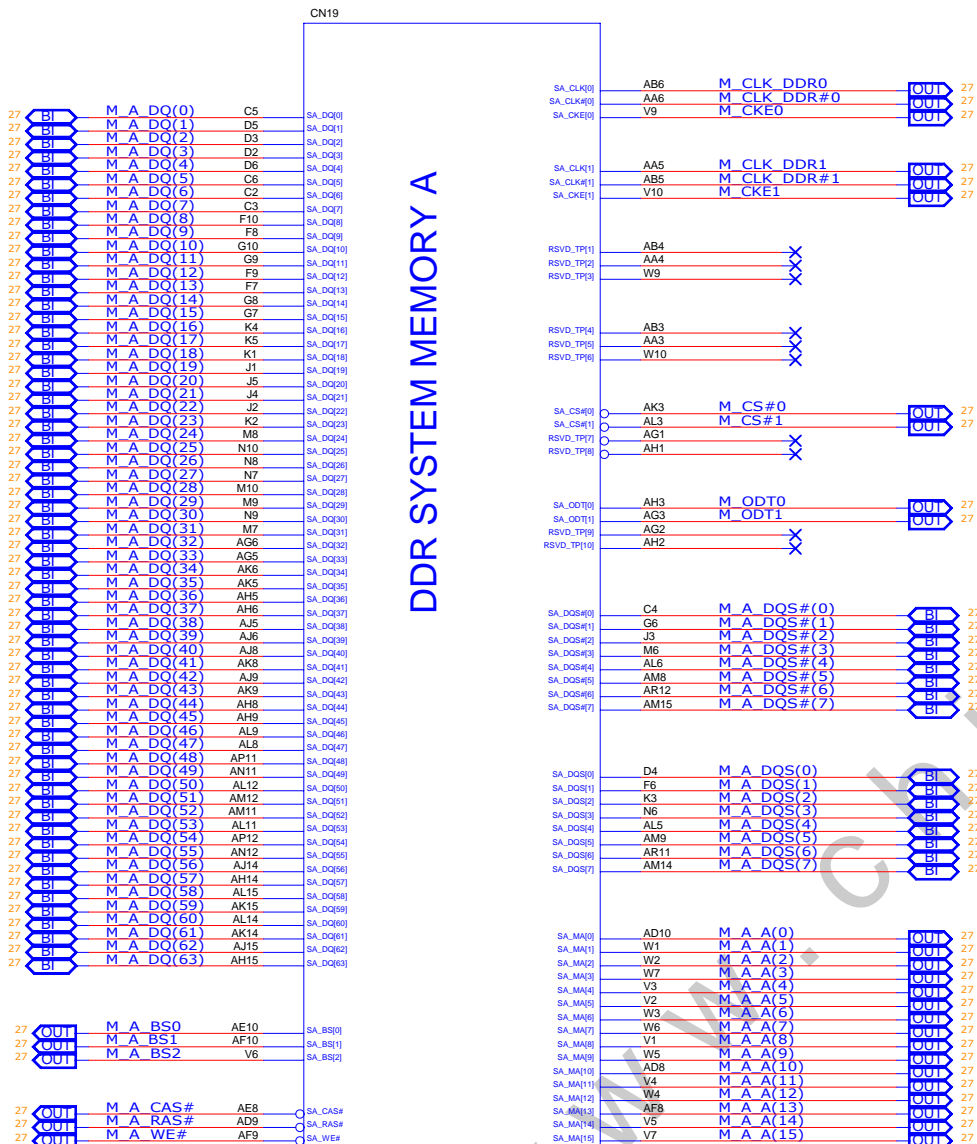 CN19
DDR SYSTEM MEMORY A
27 BI M_A_DQ(0) C5 SA_DQ[0]
27 BI M_A_DQ(1) D5 SA_DQ[1]
27 BI M_A_DQ(2) D3 SA_DQ[2]
27 BI M_A_DQ(3) D2 SA_DQ[3]
27 BI M_A_DQ(4) D6 SA_DQ[4]
27 BI M_A_DQ(5) C6 SA_DQ[5]
27 BI M_A_DQ(6) C2 SA_DQ[6]
27 BI M_A_DQ(7) C3 SA_DQ[7]
27 BI M_A_DQ(8) F10 SA_DQ[8]
27 BI M_A_DQ(9) F8 SA_DQ[9]
27 BI M_A_DQ(10) G10 SA_DQ[10]
27 BI M_A_DQ(11) G9 SA_DQ[11]
27 BI M_A_DQ(12) F9 SA_DQ[12]
27 BI M_A_DQ(13) F7 SA_DQ[13]
27 BI M_A_DQ(14) G8 SA_DQ[14]
27 BI M_A_DQ(15) G7 SA_DQ[15]
27 BI M_A_DQ(16) K4 SA_DQ[16]
27 BI M_A_DQ(17) K5 SA_DQ[17]
27 BI M_A_DQ(18) K1 SA_DQ[18]
27 BI M_A_DQ(19) J1 SA_DQ[19]
27 BI M_A_DQ(20) J5 SA_DQ[20]
27 BI M_A_DQ(21) J4 SA_DQ[21]
27 BI M_A_DQ(22) J2 SA_DQ[22]
27 BI M_A_DQ(23) K2 SA_DQ[23]
27 BI M_A_DQ(24) M8 SA_DQ[24]
27 BI M_A_DQ(25) N10 SA_DQ[25]
27 BI M_A_DQ(26) N8 SA_DQ[26]
27 BI M_A_DQ(27) N7 SA_DQ[27]
27 BI M_A_DQ(28) M10 SA_DQ[28]
27 BI M_A_DQ(29) M9 SA_DQ[29]
27 BI M_A_DQ(30) N9 SA_DQ[30]
27 BI M_A_DQ(31) M7 SA_DQ[31]
27 BI M_A_DQ(32) AG6 SA_DQ[32]
27 BI M_A_DQ(33) AG5 SA_DQ[33]
27 BI M_A_DQ(34) AK6 SA_DQ[34]
27 BI M_A_DQ(35) AK5 SA_DQ[35]
27 BI M_A_DQ(36) AH5 SA_DQ[36]
27 BI M_A_DQ(37) AH6 SA_DQ[37]
27 BI M_A_DQ(38) AJ5 SA_DQ[38]
27 BI M_A_DQ(39) AJ6 SA_DQ[39]
27 BI M_A_DQ(40) AJ8 SA_DQ[40]
27 BI M_A_DQ(41) AK8 SA_DQ[41]
27 BI M_A_DQ(42) AJ9 SA_DQ[42]
27 BI M_A_DQ(43) AK9 SA_DQ[43]
27 BI M_A_DQ(44) AH8 SA_DQ[44]
27 BI M_A_DQ(45) AH9 SA_DQ[45]
27 BI M_A_DQ(46) AL9 SA_DQ[46]
27 BI M_A_DQ(47) AL8 SA_DQ[47]
27 BI M_A_DQ(48) AP11 SA_DQ[48]
27 BI M_A_DQ(49) AN11 SA_DQ[49]
27 BI M_A_DQ(50) AL12 SA_DQ[50]
27 BI M_A_DQ(51) AM12 SA_DQ[51]
27 BI M_A_DQ(52) AM11 SA_DQ[52]
27 BI M_A_DQ(53) AL11 SA_DQ[53]
27 BI M_A_DQ(54) AP12 SA_DQ[54]
27 BI M_A_DQ(55) AN12 SA_DQ[55]
27 BI M_A_DQ(56) AJ14 SA_DQ[56]
27 BI M_A_DQ(57) AH14 SA_DQ[57]
27 BI M_A_DQ(58) AL15 SA_DQ[58]
27 BI M_A_DQ(59) AK15 SA_DQ[59]
27 BI M_A_DQ(60) AL14 SA_DQ[60]
27 BI M_A_DQ(61) AK14 SA_DQ[61]
27 BI M_A_DQ(62) AJ15 SA_DQ[62]
27 BI M_A_DQ(63) AH15 SA_DQ[63]
27 OUT M_A_BS0 AE10 SA_BS[0]
27 OUT M_A_BS1 AF10 SA_BS[1]
27 OUT M_A_BS2 V6 SA_BS[2]
27 OUT M_A_CAS# AE8 SA_CAS#
27 OUT M_A_RAS# AD9 SA_RAS#
27 OUT M_A_WE# AF9 SA_WE#
SA_CLK[0] AB6 M_CLK_DDR0 OUT 27
SA_CLK#[0] AA6 M_CLK_DDR#0 OUT 27
SA_CKE[0] V9 M_CKE0 OUT 27
SA_CLK[1] AA5 M_CLK_DDR1 OUT 27
SA_CLK#[1] AB5 M_CLK_DDR#1 OUT 27
SA_CKE[1] V10 M_CKE1 OUT 27
RSVD_TP[1] AB4
RSVD_TP[2] AA4
RSVD_TP[3] W9
RSVD_TP[4] AB3
RSVD_TP[5] AA3
RSVD_TP[6] W10
SA_CS#[0] AK3 M_CS#0 OUT 27
SA_CS#[1] AL3 M_CS#1 OUT 27
RSVD_TP[7] AG1
RSVD_TP[8] AH1
SA_ODT[0] AH3 M_ODT0 OUT 27
SA_ODT[1] AG3 M_ODT1 OUT 27
RSVD_TP[9] AG2
RSVD_TP[10] AH2
SA_DQS#[0] C4 M_A_DQS#(0) BI 27
SA_DQS#[1] G6 M_A_DQS#(1) BI 27
SA_DQS#[2] J3 M_A_DQS#(2) BI 27
SA_DQS#[3] M6 M_A_DQS#(3) BI 27
SA_DQS#[4] AL6 M_A_DQS#(4) BI 27
SA_DQS#[5] AM8 M_A_DQS#(5) BI 27
SA_DQS#[6] AR12 M_A_DQS#(6) BI 27
SA_DQS#[7] AM15 M_A_DQS#(7) BI 27
SA_DQS[0] D4 M_A_DQS(0) BI 27
SA_DQS[1] F6 M_A_DQS(1) BI 27
SA_DQS[2] K3 M_A_DQS(2) BI 27
SA_DQS[3] N6 M_A_DQS(3) BI 27
SA_DQS[4] AL5 M_A_DQS(4) BI 27
SA_DQS[5] AM9 M_A_DQS(5) BI 27
SA_DQS[6] AR11 M_A_DQS(6) BI 27
SA_DQS[7] AM14 M_A_DQS(7) BI 27
SA_MA[0] AD10 M_A_A(0) OUT 27
SA_MA[1] W1 M_A_A(1) OUT 27
SA_MA[2] W2 M_A_A(2) OUT 27
SA_MA[3] W7 M_A_A(3) OUT 27
SA_MA[4] V3 M_A_A(4) OUT 27
SA_MA[5] V2 M_A_A(5) OUT 27
SA_MA[6] W3 M_A_A(6) OUT 27
SA_MA[7] W6 M_A_A(7) OUT 27
SA_MA[8] V1 M_A_A(8) OUT 27
SA_MA[9] W5 M_A_A(9) OUT 27
SA_MA[10] AD8 M_A_A(10) OUT 27
SA_MA[11] V4 M_A_A(11) OUT 27
SA_MA[12] W4 M_A_A(12) OUT 27
SA_MA[13] AF8 M_A_A(13) OUT 27
SA_MA[14] V5 M_A_A(14) OUT 27
SA_MA[15] V7 M_A_A(15) OUT 27